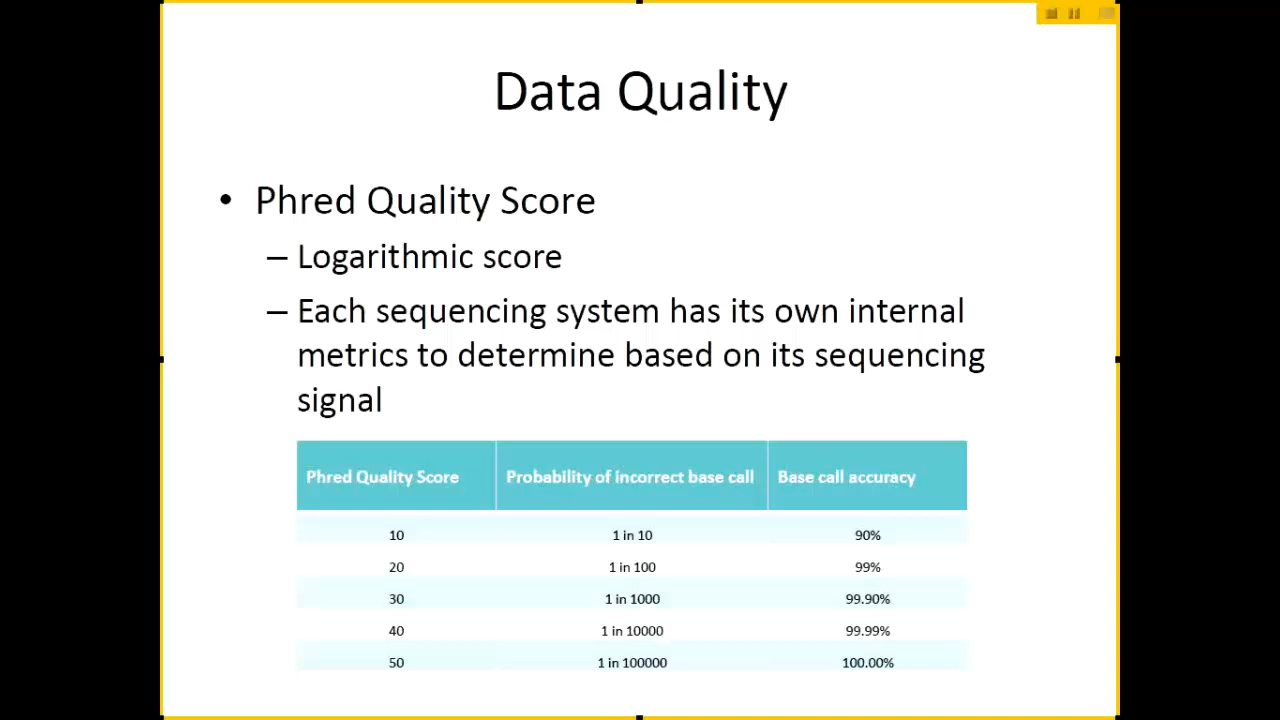 Data Quality
• Phred Quality Score
– Logarithmic score
– Each sequencing system has its own internal
metrics to determine based on its sequencing
signal
Phred Quality Score Probability of incorrect base call Base call accuracy
10 1 in 10 90%
20 1 in 100 99%
30 1 in 1000 99.90%
40 1 in 10000 99.99%
50 1 in 100000 100.00%